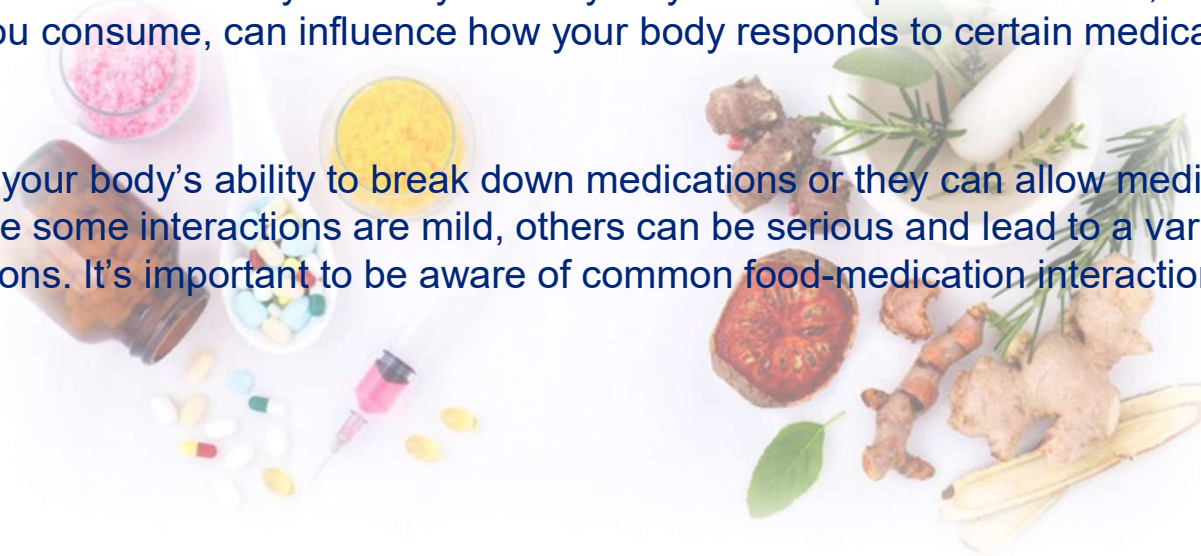 ou consume, can influence how your body responds to certain medica
your body’s ability to break down medications or they can allow medi
e some interactions are mild, others can be serious and lead to a var
ons. It’s important to be aware of common food-medication interaction